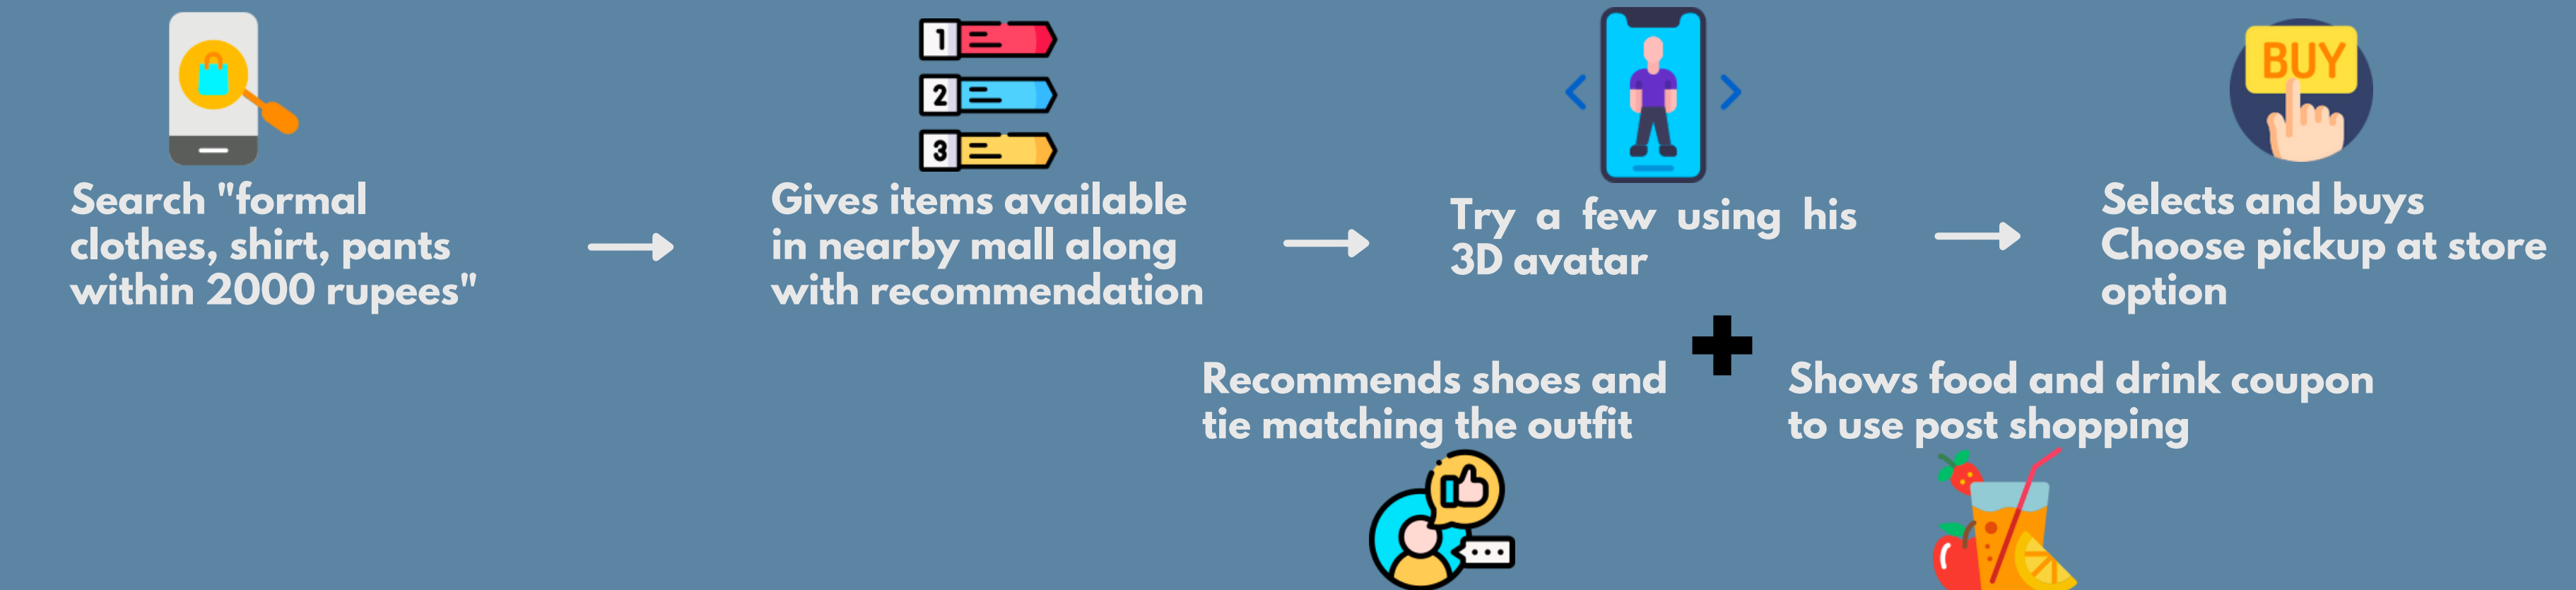 Search "formal
clothes, shirt, pants
within 2000 rupees"
1
2
3
Gives items available
in nearby mall along
with recommendation
Try a few using his
3D avatar
BUY
Selects and buys
Choose pickup at store
option
Recommends shoes and
tie matching the outfit
Shows food and drink coupon
to use post shopping